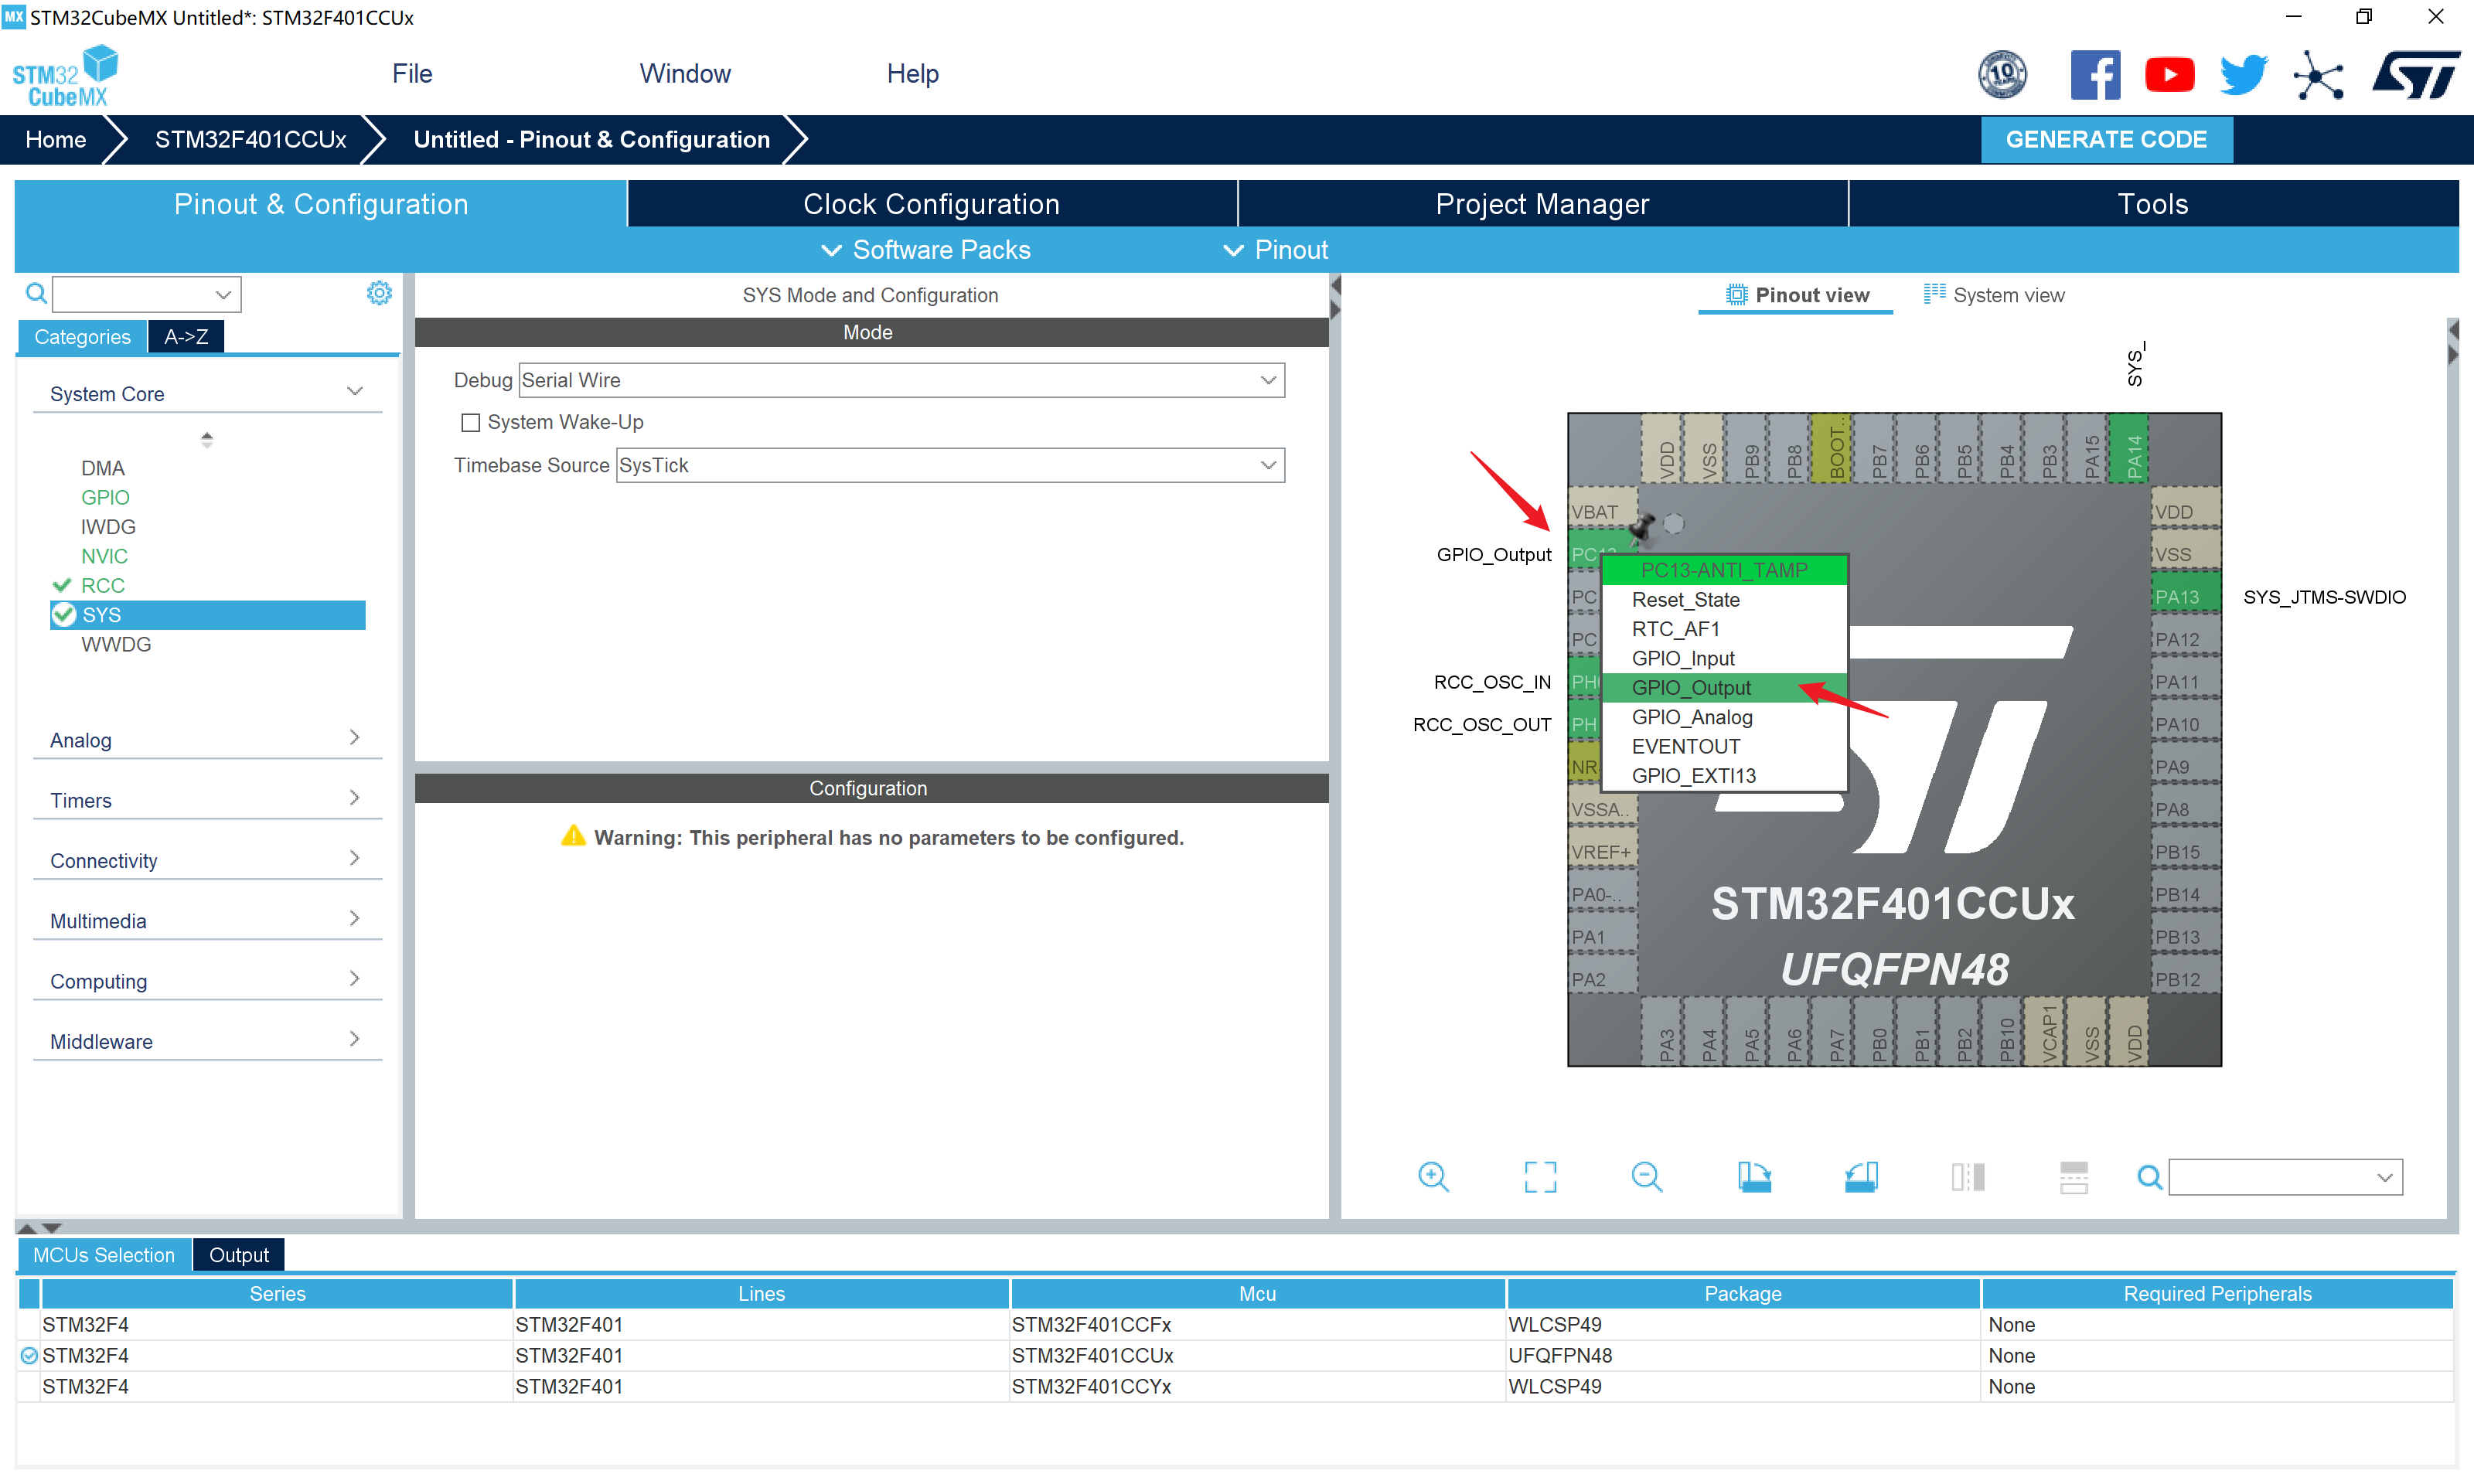 MX STM32CubeMX Untitled*: STM32F401CCUx
STM32
CubeMX
File
Window
Help
10
Home
STM32F401CCUx
Untitled - Pinout & Configuration
GENERATE CODE
Pinout & Configuration
Clock Configuration
Project Manager
Tools
Software Packs
Pinout
Categories
A->Z
System Core
DMA
GPIO
IWDG
NVIC
RCC
SYS
WWDG
Analog
Timers
Connectivity
Multimedia
Computing
Middleware
SYS Mode and Configuration
Mode
Debug Serial Wire
System Wake-Up
Timebase Source SysTick
Configuration
Warning: This peripheral has no parameters to be configured.
Pinout view
System view
SYS_
VDD
VSS
PB9
PB8
BOOT..
PB7
PB6
PB5
PB4
PB3
PA15
PA14
VBAT
GPIO_Output
PC13
PC
PC
RCC_OSC_IN
PH
RCC_OSC_OUT
PH
NR
VSSA..
VREF+
PA0-..
PA1
PA2
PC13-ANTI_TAMP
Reset_State
RTC_AF1
GPIO_Input
GPIO_Output
GPIO_Analog
EVENTOUT
GPIO_EXTI13
VDD
VSS
PA13
SYS_JTMS-SWDIO
PA12
PA11
PA10
PA9
PA8
PB15
PB14
PB13
PB12
STM32F401CCUx
UFQFPN48
PA3
PA4
PA5
PA6
PA7
PB0
PB1
PB2
PB10
VCAP1
VSS
VDD
MCUs Selection
Output
Series Lines Mcu Package Required Peripherals
STM32F4 STM32F401 STM32F401CCFx WLCSP49 None
STM32F4 STM32F401 STM32F401CCUx UFQFPN48 None
STM32F4 STM32F401 STM32F401CCYx WLCSP49 None